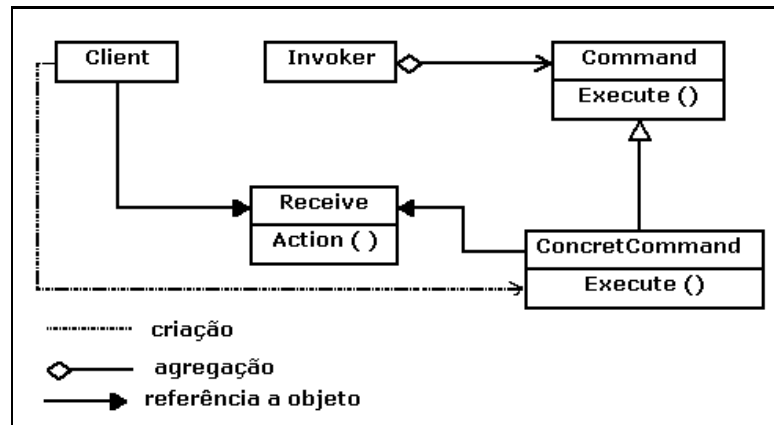 Client
Invoker
Command
Execute ()
Receive
Action ( )
ConcretCommand
Execute ()
criação
agregação
referência a objeto